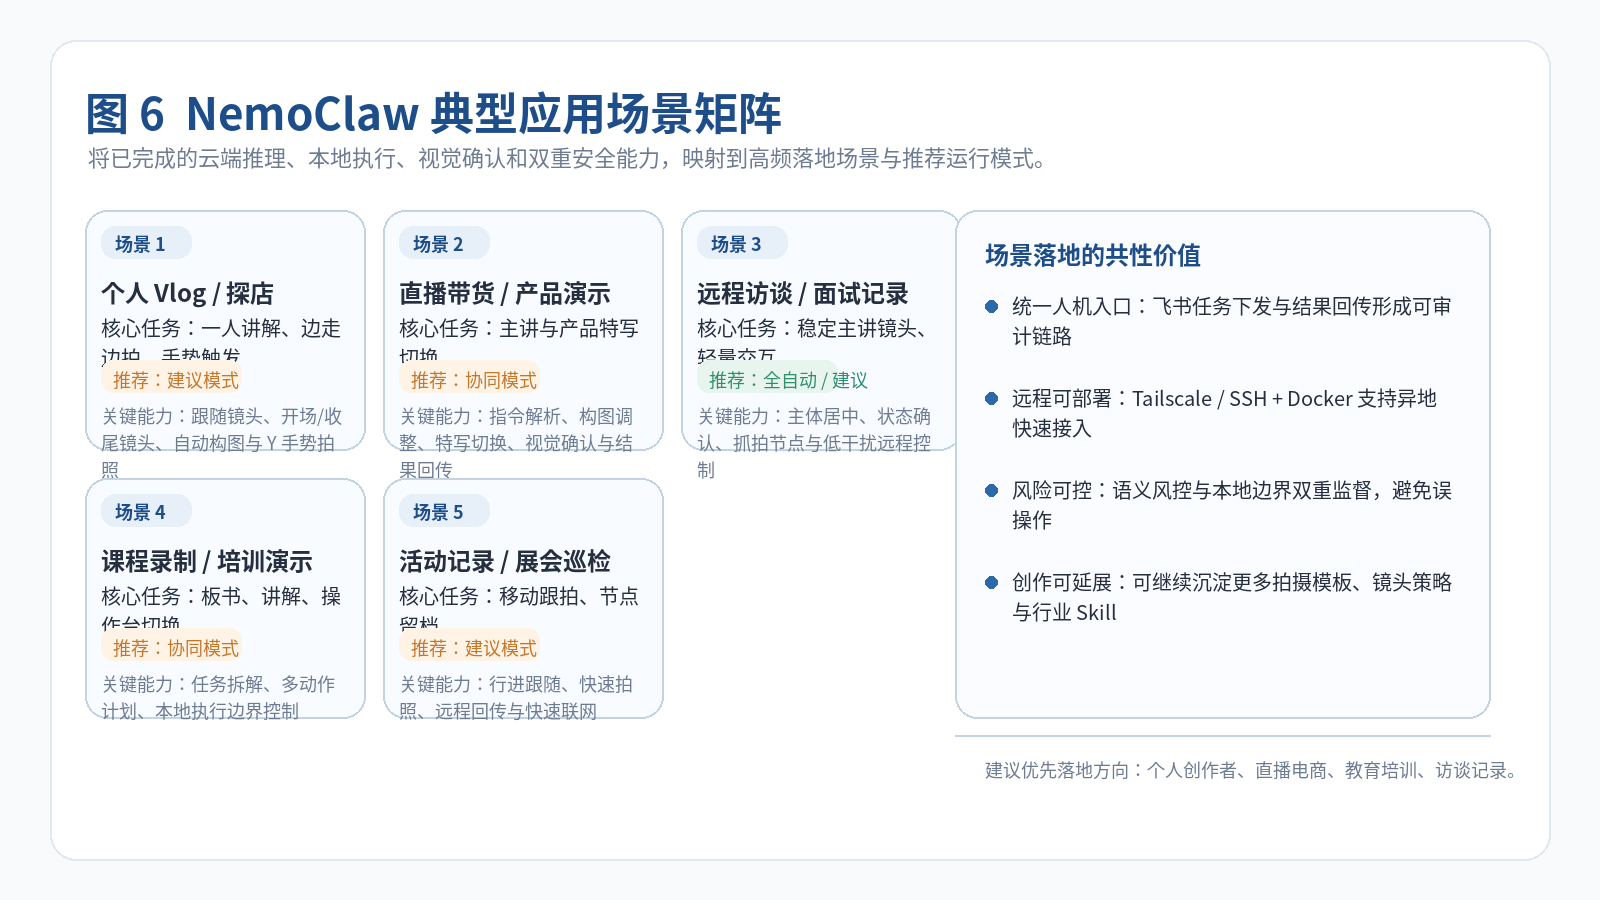 图 6 NemoClaw 典型应用场景矩阵
将已完成的云端推理、本地执行、视觉确认和双重安全能力，映射到高频落地场景与推荐运行模式。
场景 1
个人 Vlog / 探店
核心任务：一人讲解、边走
边拍、手势触发
推荐：建议模式
关键能力：跟随镜头、开场/收
尾镜头、自动构图与 Y 手势拍
照
场景 2
直播带货 / 产品演示
核心任务：主讲与产品特写
切换
推荐：协同模式
关键能力：指令解析、构图调
整、特写切换、视觉确认与结
果回传
场景 3
远程访谈 / 面试记录
核心任务：稳定主讲镜头、
轻量交互
推荐：全自动 / 建议
关键能力：主体居中、状态确
认、抓拍节点与低干扰远程控
制
场景 4
课程录制 / 培训演示
核心任务：板书、讲解、操
作台切换
推荐：协同模式
关键能力：任务拆解、多动作
计划、本地执行边界控制
场景 5
活动记录 / 展会巡检
核心任务：移动跟拍、节点
留档
推荐：建议模式
关键能力：行进跟随、快速拍
照、远程回传与快速联网
场景落地的共性价值
统一人机入口：飞书任务下发与结果回传形成可审
计链路
远程可部署：Tailscale / SSH + Docker 支持异地
快速接入
风险可控：语义风控与本地边界双重监督，避免误
操作
创作可延展：可继续沉淀更多拍摄模板、镜头策略
与行业 Skill
建议优先落地方向：个人创作者、直播电商、教育培训、访谈记录。